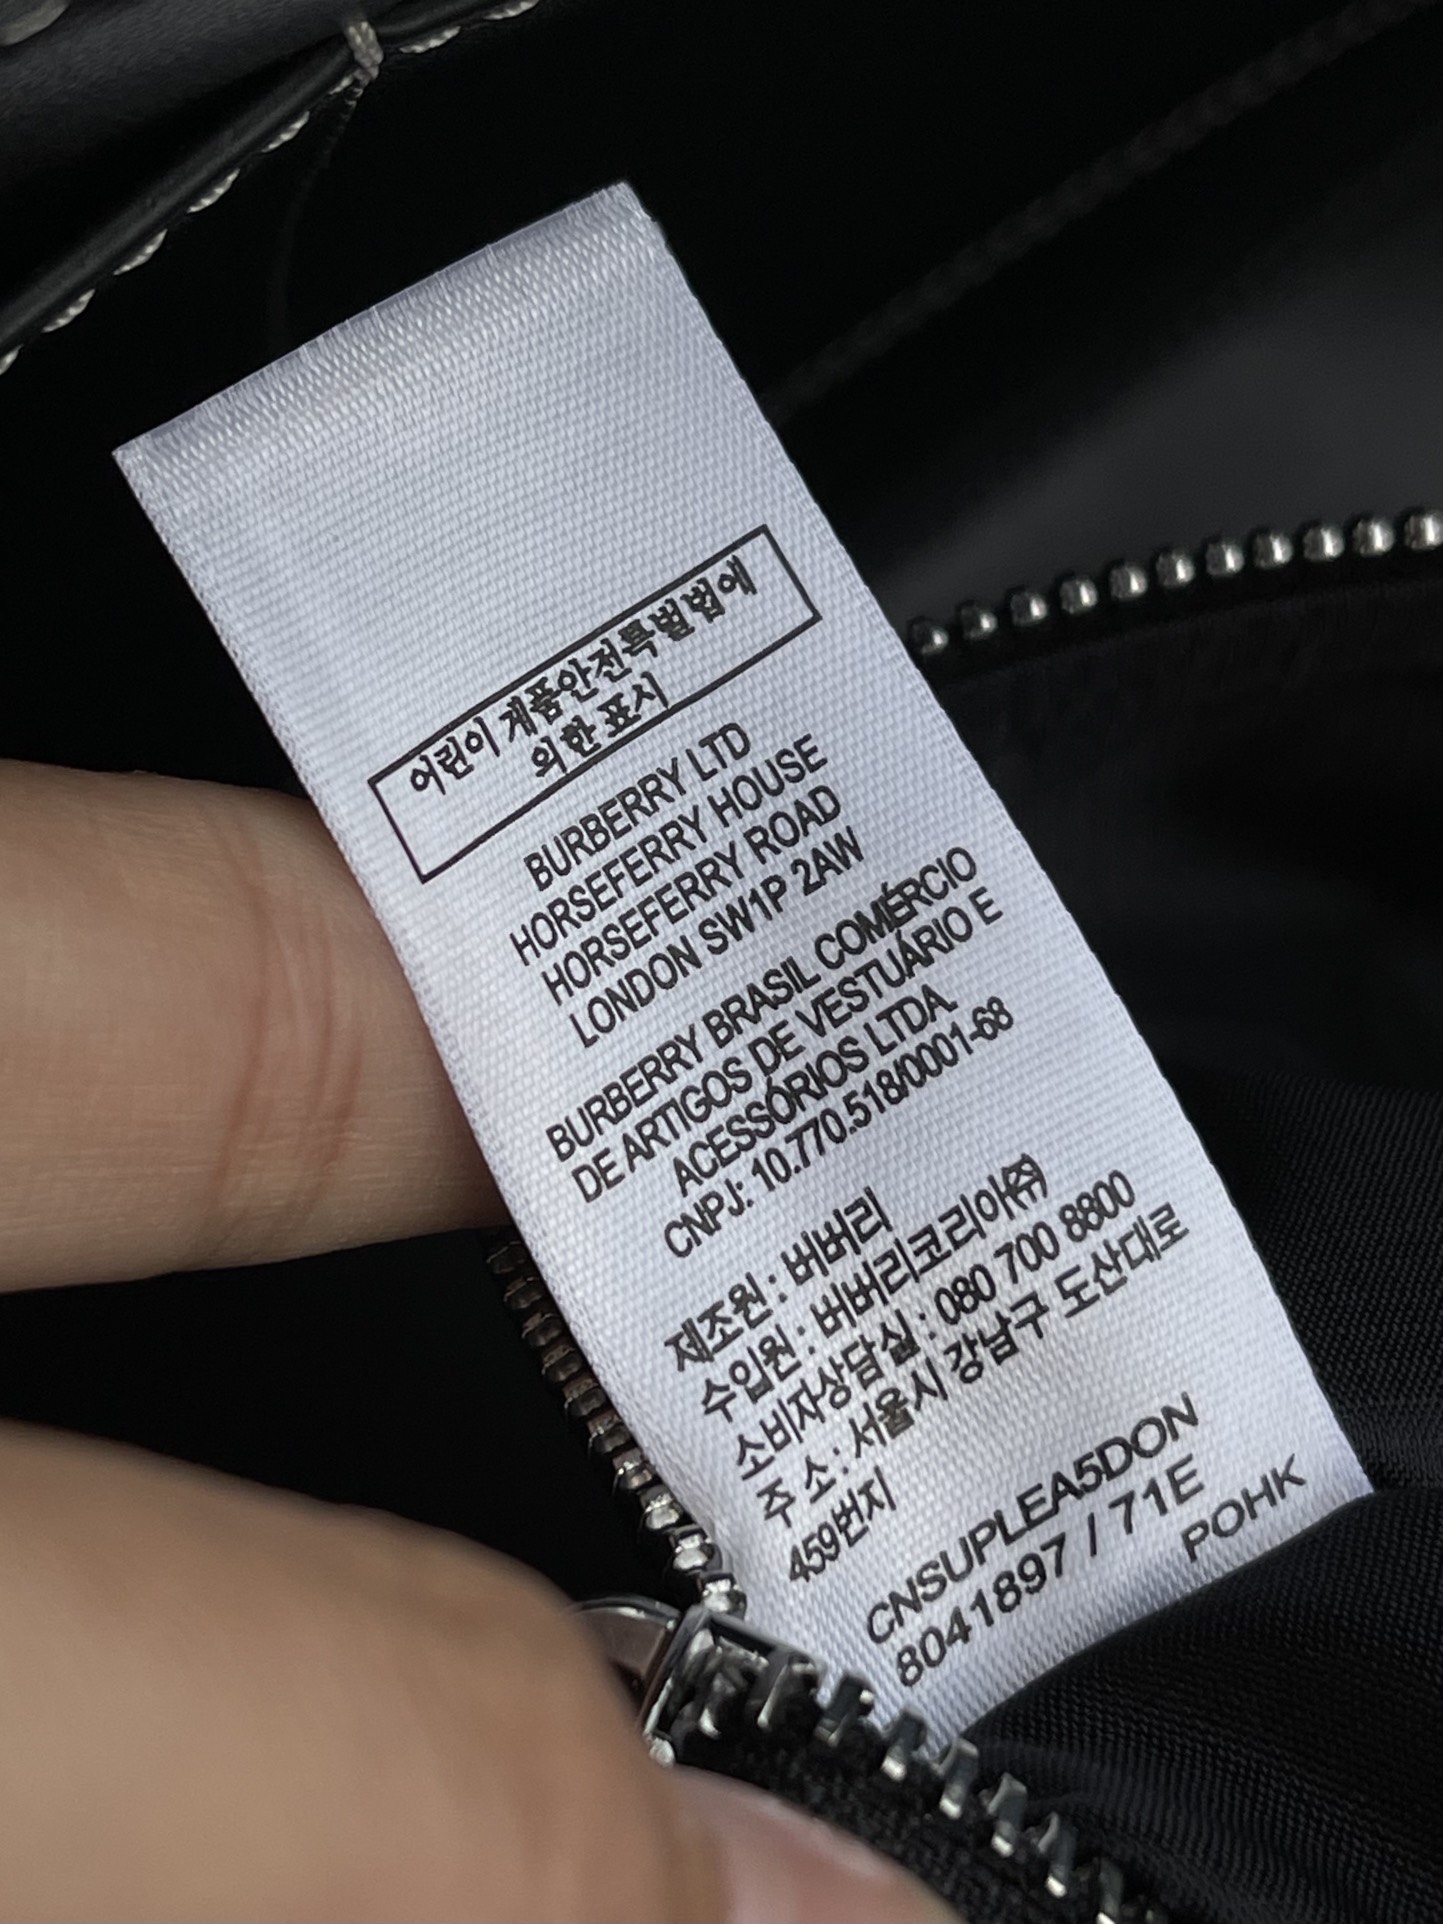 어린이 제품안전특별법에
의한 표시
BURBERRY LTD
HORSEFERRY HOUSE
HORSEFERRY ROAD
LONDON SW1P 2AW
BURBERRY BRASIL COMÉRCIO
DE ARTIGOS DE VESTUÁRIO E
ACESSÓRIOS LTDA.
CNPJ: 10.770.518/0001-68
제조원 : 버버리
수입원 : 버버리코리아(주)
소비자상담실 : 080 700 8800
주 소 : 서울시 강남구 도산대로
459번지
CNSUPLEA5DON
8041897 / 71E
POHK